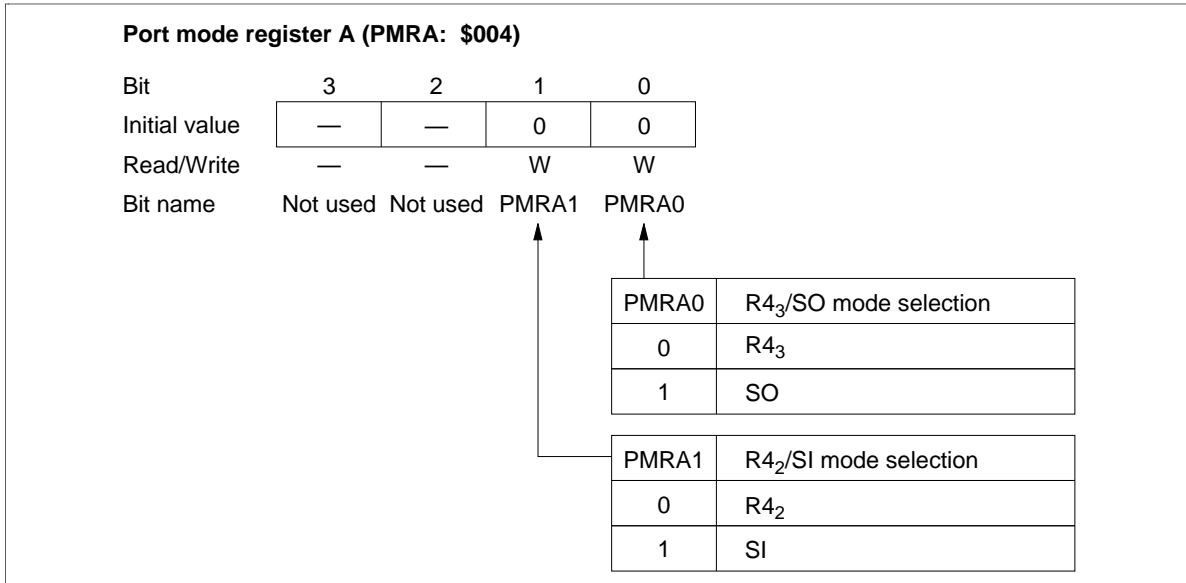 Port mode register A (PMRA: $004)
Bit 3 2 1 0
Initial value — — 0 0
Read/Write — — W W
Bit name Not used Not used PMRA1 PMRA0
PMRA0 R4₃/SO mode selection
0 R4₃
1 SO
PMRA1 R4₂/SI mode selection
0 R4₂
1 SI